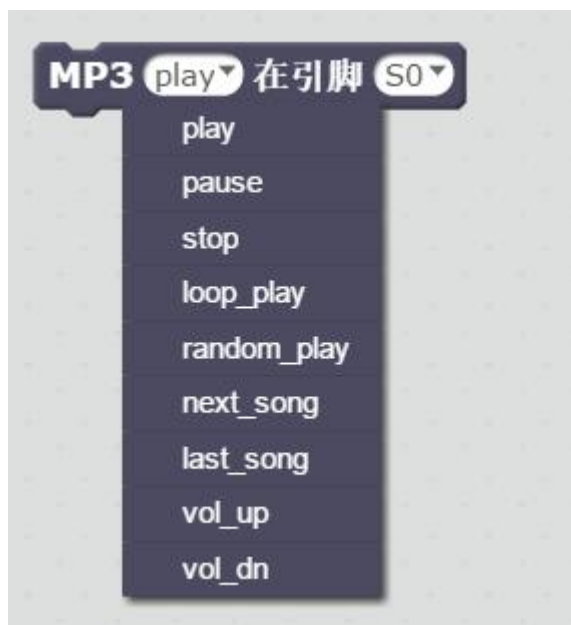 MP3 play 在引脚 S0
play
pause
stop
loop_play
random_play
next_song
last_song
vol_up
vol_dn